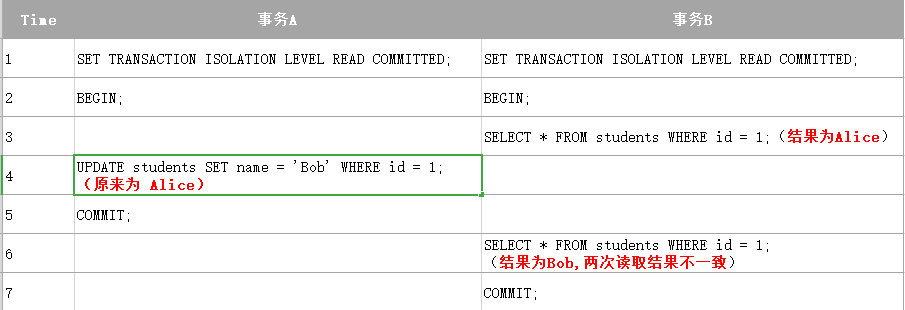 Time 事务A 事务B
1 SET TRANSACTION ISOLATION LEVEL READ COMMITTED; SET TRANSACTION ISOLATION LEVEL READ COMMITTED;
2 BEGIN; BEGIN;
3 SELECT * FROM students WHERE id = 1;（结果为Alice）
4 UPDATE students SET name = 'Bob' WHERE id = 1;
（原来为 Alice）
5 COMMIT;
6 SELECT * FROM students WHERE id = 1;
（结果为Bob,两次读取结果不一致）
7 COMMIT;